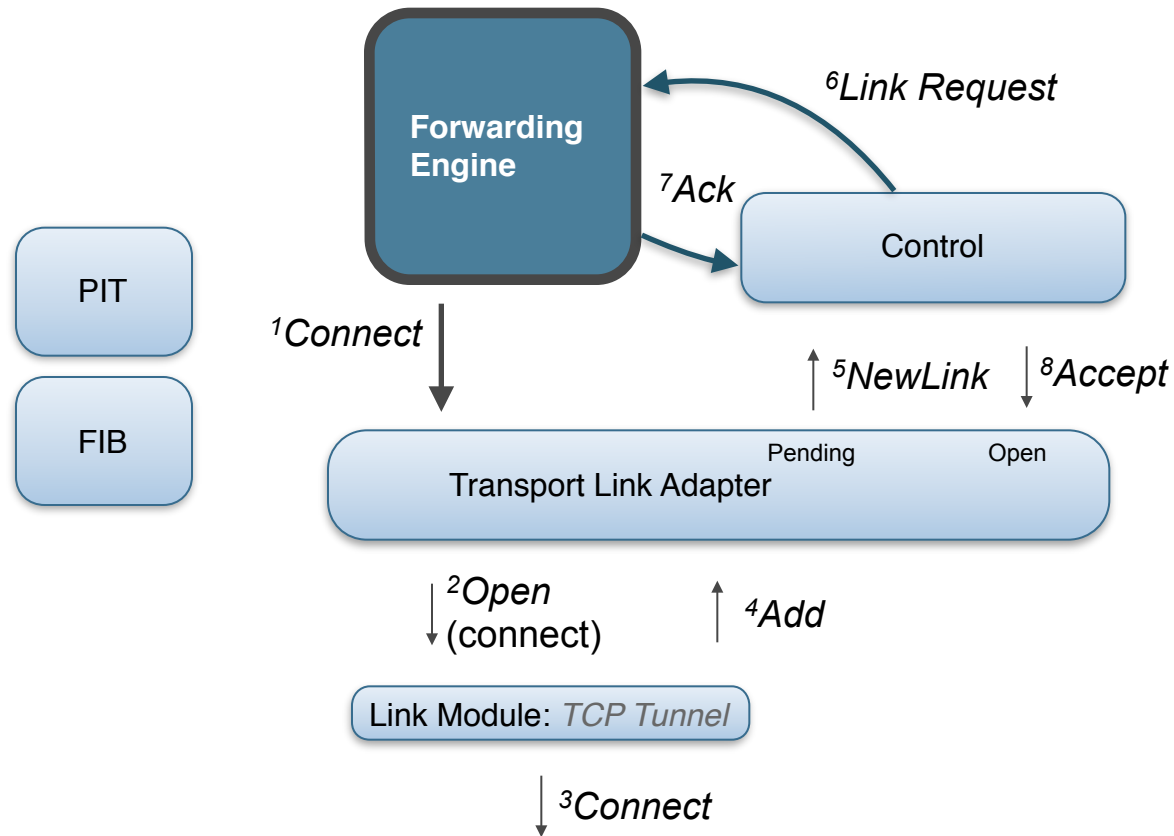 6Link Request
Forwarding
Engine
7Ack
Control
PIT
1Connect
5NewLink
8Accept
FIB
Pending
Open
Transport Link Adapter
2Open
(connect)
4Add
Link Module: TCP Tunnel
3Connect